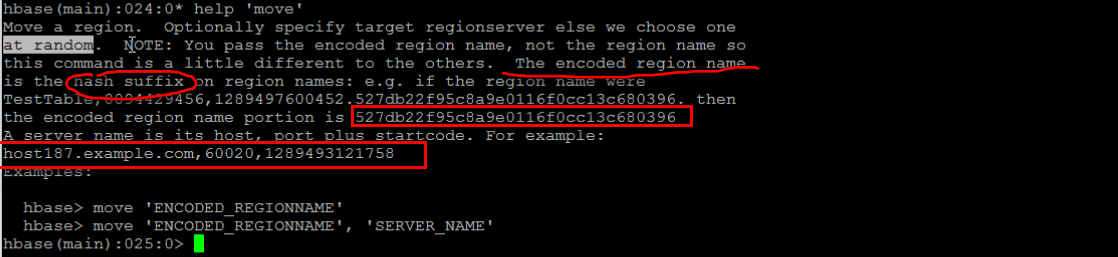 hbase(main):024:0* help 'move'
Move a region.  Optionally specify target regionserver else we choose one
at random.  NOTE: You pass the encoded region name, not the region name so
this command is a little different to the others.  The encoded region name
is the hash suffix on region names: e.g. if the region name were
TestTable,0094429456,1289497600452.527db22f95c8a9e0116f0cc13c680396. then
the encoded region name portion is 527db22f95c8a9e0116f0cc13c680396
A server name is its host, port plus startcode. For example:
host187.example.com,60020,1289493121758
Examples:
hbase> move 'ENCODED_REGIONNAME'
hbase> move 'ENCODED_REGIONNAME', 'SERVER_NAME'
hbase(main):025:0>